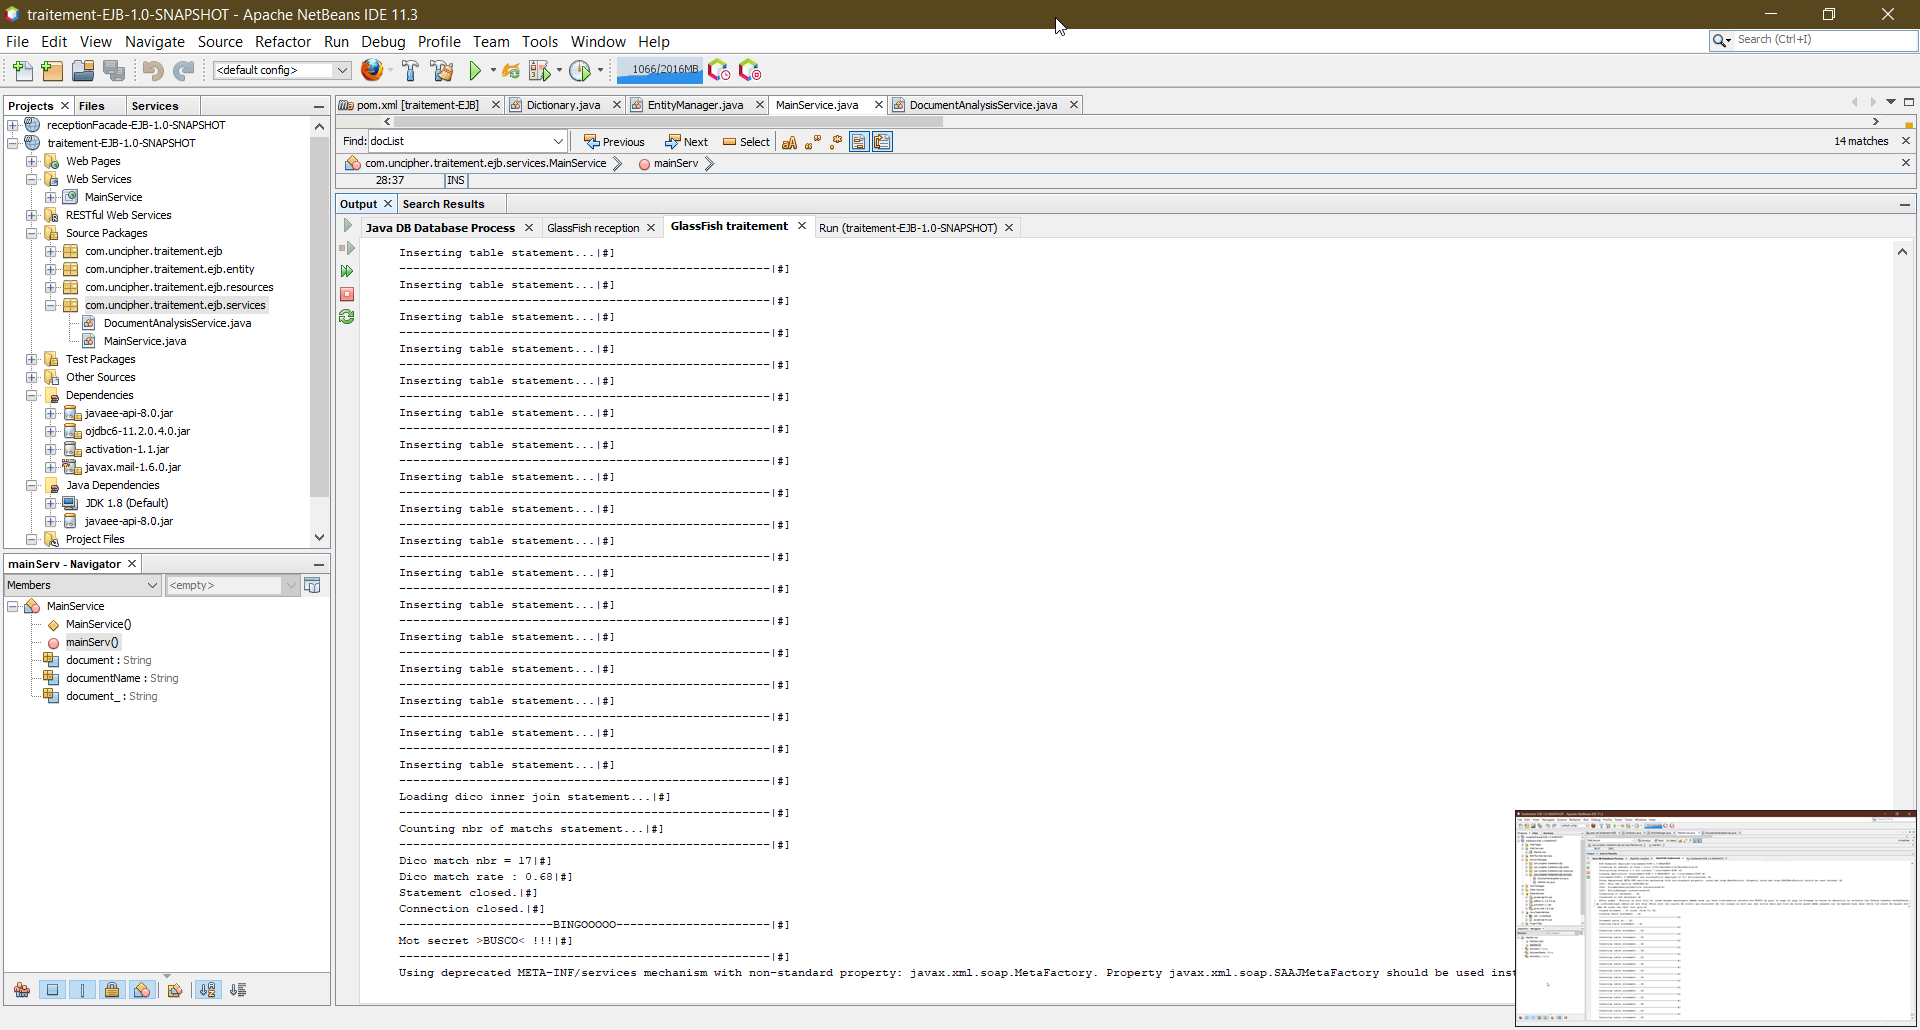 traitement-EJB-1.0-SNAPSHOT - Apache NetBeans IDE 11.3
File Edit View Navigate Source Refactor Run Debug Profile Team Tools Window Help
Search (Ctrl+I)
<default config>
1066/2016MB
Projects Files Services
receptionFacade-EJB-1.0-SNAPSHOT
traitement-EJB-1.0-SNAPSHOT
Web Pages
Web Services
MainService
RESTful Web Services
Source Packages
com.uncipher.traitement.ejb
com.uncipher.traitement.ejb.entity
com.uncipher.traitement.ejb.resources
com.uncipher.traitement.ejb.services
DocumentAnalysisService.java
MainService.java
Test Packages
Other Sources
Dependencies
javaee-api-8.0.jar
ojdbc6-11.2.0.4.0.jar
activation-1.1.jar
javax.mail-1.6.0.jar
Java Dependencies
JDK 1.8 (Default)
javaee-api-8.0.jar
Project Files
mainServ - Navigator
Members <empty>
MainService
MainService()
mainServ()
document : String
documentName : String
document_ : String
pom.xml [traitement-EJB] Dictionary.java EntityManager.java MainService.java DocumentAnalysisService.java
Find: docList Previous Next Select 14 matches
com.uncipher.traitement.ejb.services.MainService mainServ
28:37 INS
Output Search Results
Java DB Database Process GlassFish reception GlassFish traitement Run (traitement-EJB-1.0-SNAPSHOT)
Inserting table statement...|#]
-----------------------------------------------------|#]
Inserting table statement...|#]
-----------------------------------------------------|#]
Inserting table statement...|#]
-----------------------------------------------------|#]
Inserting table statement...|#]
-----------------------------------------------------|#]
Inserting table statement...|#]
-----------------------------------------------------|#]
Inserting table statement...|#]
-----------------------------------------------------|#]
Inserting table statement...|#]
-----------------------------------------------------|#]
Inserting table statement...|#]
-----------------------------------------------------|#]
Inserting table statement...|#]
-----------------------------------------------------|#]
Inserting table statement...|#]
-----------------------------------------------------|#]
Inserting table statement...|#]
-----------------------------------------------------|#]
Inserting table statement...|#]
-----------------------------------------------------|#]
Inserting table statement...|#]
-----------------------------------------------------|#]
Inserting table statement...|#]
-----------------------------------------------------|#]
Inserting table statement...|#]
-----------------------------------------------------|#]
Inserting table statement...|#]
-----------------------------------------------------|#]
Inserting table statement...|#]
-----------------------------------------------------|#]
Loading dico inner join statement...|#]
-----------------------------------------------------|#]
Counting nbr of matchs statement...|#]
-----------------------------------------------------|#]
Dico match nbr = 17|#]
Dico match rate : 0.68|#]
Statement closed.|#]
Connection closed.|#]
----------------------BINGOOOOO----------------------|#]
Mot secret >BUSCO< !!!|#]
-----------------------------------------------------|#]
Using deprecated META-INF/services mechanism with non-standard property: javax.xml.soap.MetaFactory. Property javax.xml.soap.SAAJMetaFactory should be used inst